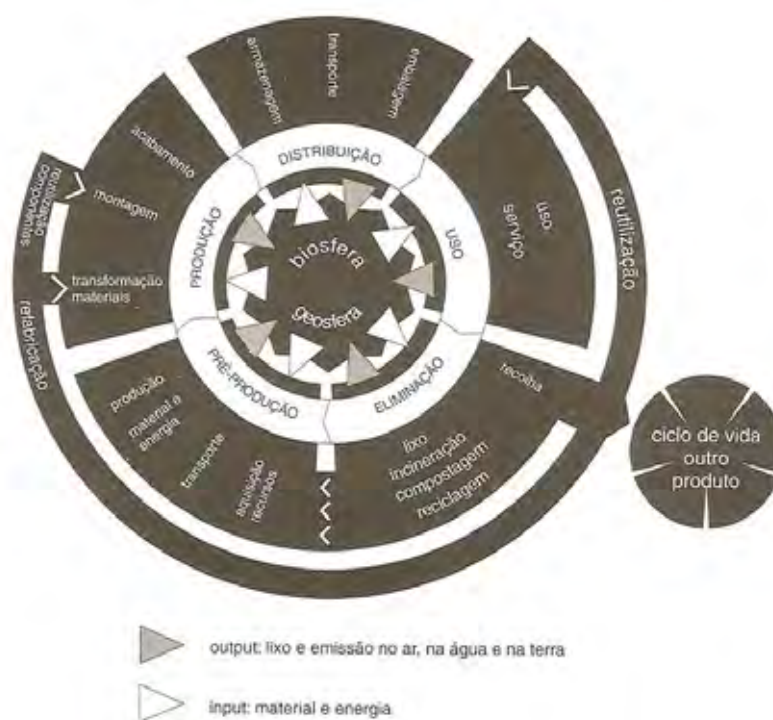 armazenagem
transporte
embalagem
DISTRIBUIÇÃO
acabamento
montagem
transformação
materiais
PRODUÇÃO
reutilização
componentes
refabricação
USO
uso
serviço
reutilização
biosfera
geosfera
PRÉ-PRODUÇÃO
produção
material e
energia
transporte
aquisição
recursos
ELIMINAÇÃO
recolha
lixo
incineração
compostagem
reciclagem
ciclo de vida
outro
produto
output: lixo e emissão no ar, na água e na terra
input: material e energia